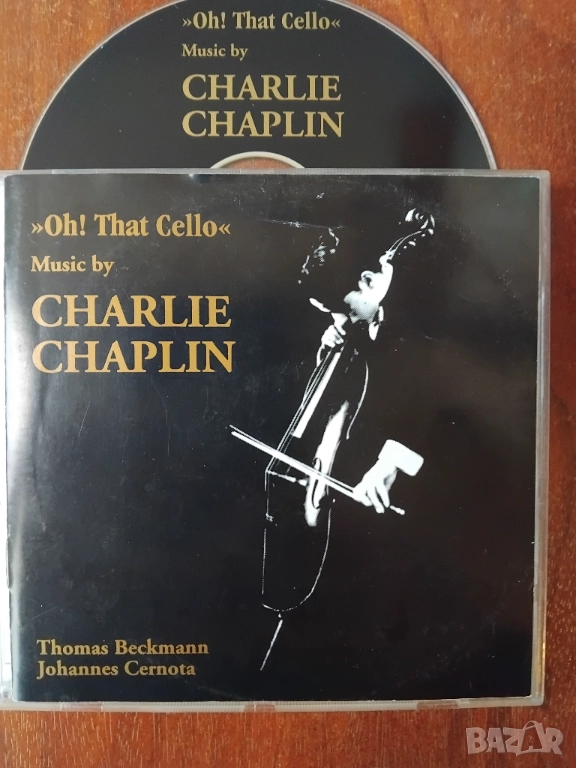 »Oh! That Cello«
Music by
CHARLIE
CHAPLIN
»Oh! That Cello«
Music by
CHARLIE
CHAPLIN
Thomas Beckmann
Johannes Cernota
BAZAR